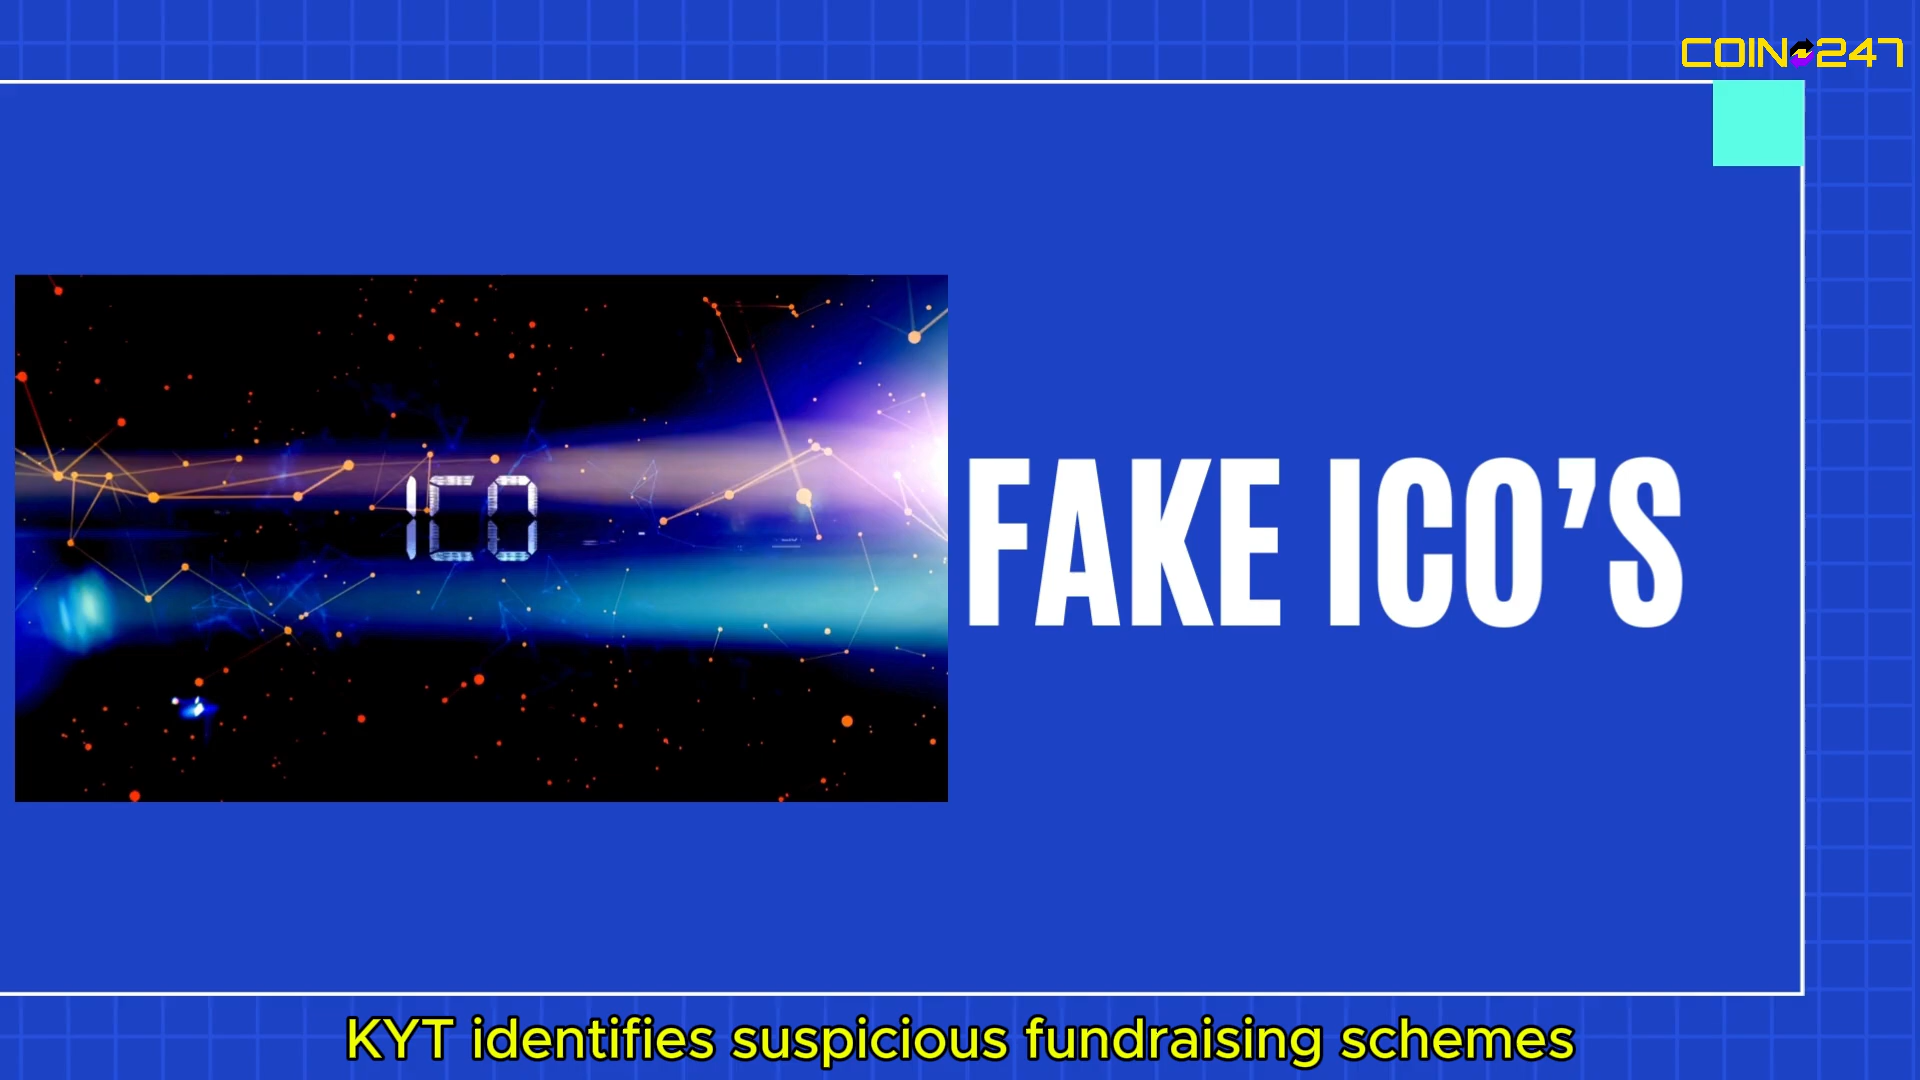 COIN247
ICO
FAKE ICO’S
KYT identifies suspicious fundraising schemes